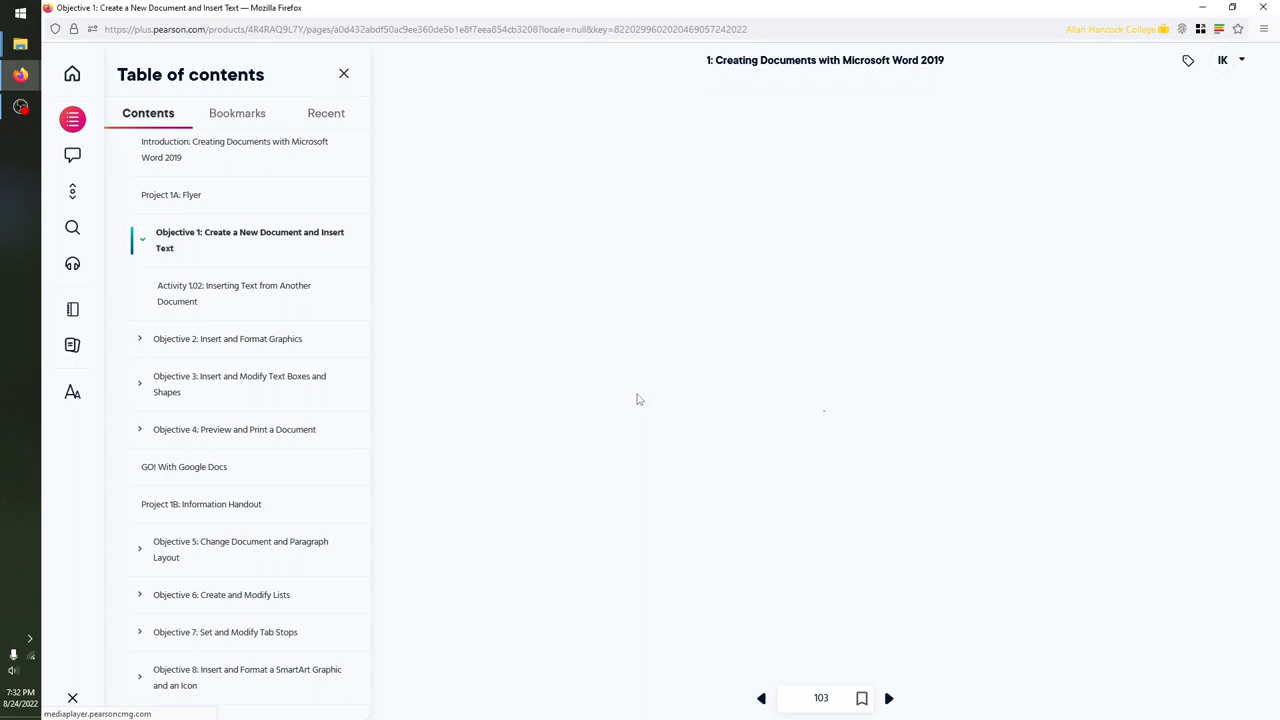 Objective 1: Create a New Document and Insert Text — Mozilla Firefox
https://plus.pearson.com/products/4R4RAQ9L7Y/pages/a0d432abdf50ac9ee360de5b1e8f7eea854cb3208?locale=null&key=8220299602020469057242022
Allan Hancock College
Table of contents
1: Creating Documents with Microsoft Word 2019
IK
Contents
Bookmarks
Recent
Introduction: Creating Documents with Microsoft
Word 2019
Project 1A: Flyer
Objective 1: Create a New Document and Insert
Text
Activity 1.02: Inserting Text from Another
Document
Objective 2: Insert and Format Graphics
Objective 3: Insert and Modify Text Boxes and
Shapes
Objective 4: Preview and Print a Document
GO! With Google Docs
Project 1B: Information Handout
Objective 5: Change Document and Paragraph
Layout
Objective 6: Create and Modify Lists
Objective 7: Set and Modify Tab Stops
Objective 8: Insert and Format a SmartArt Graphic
and an Icon
103
7:32 PM
8/24/2022
mediaplayer.pearsoncmg.com